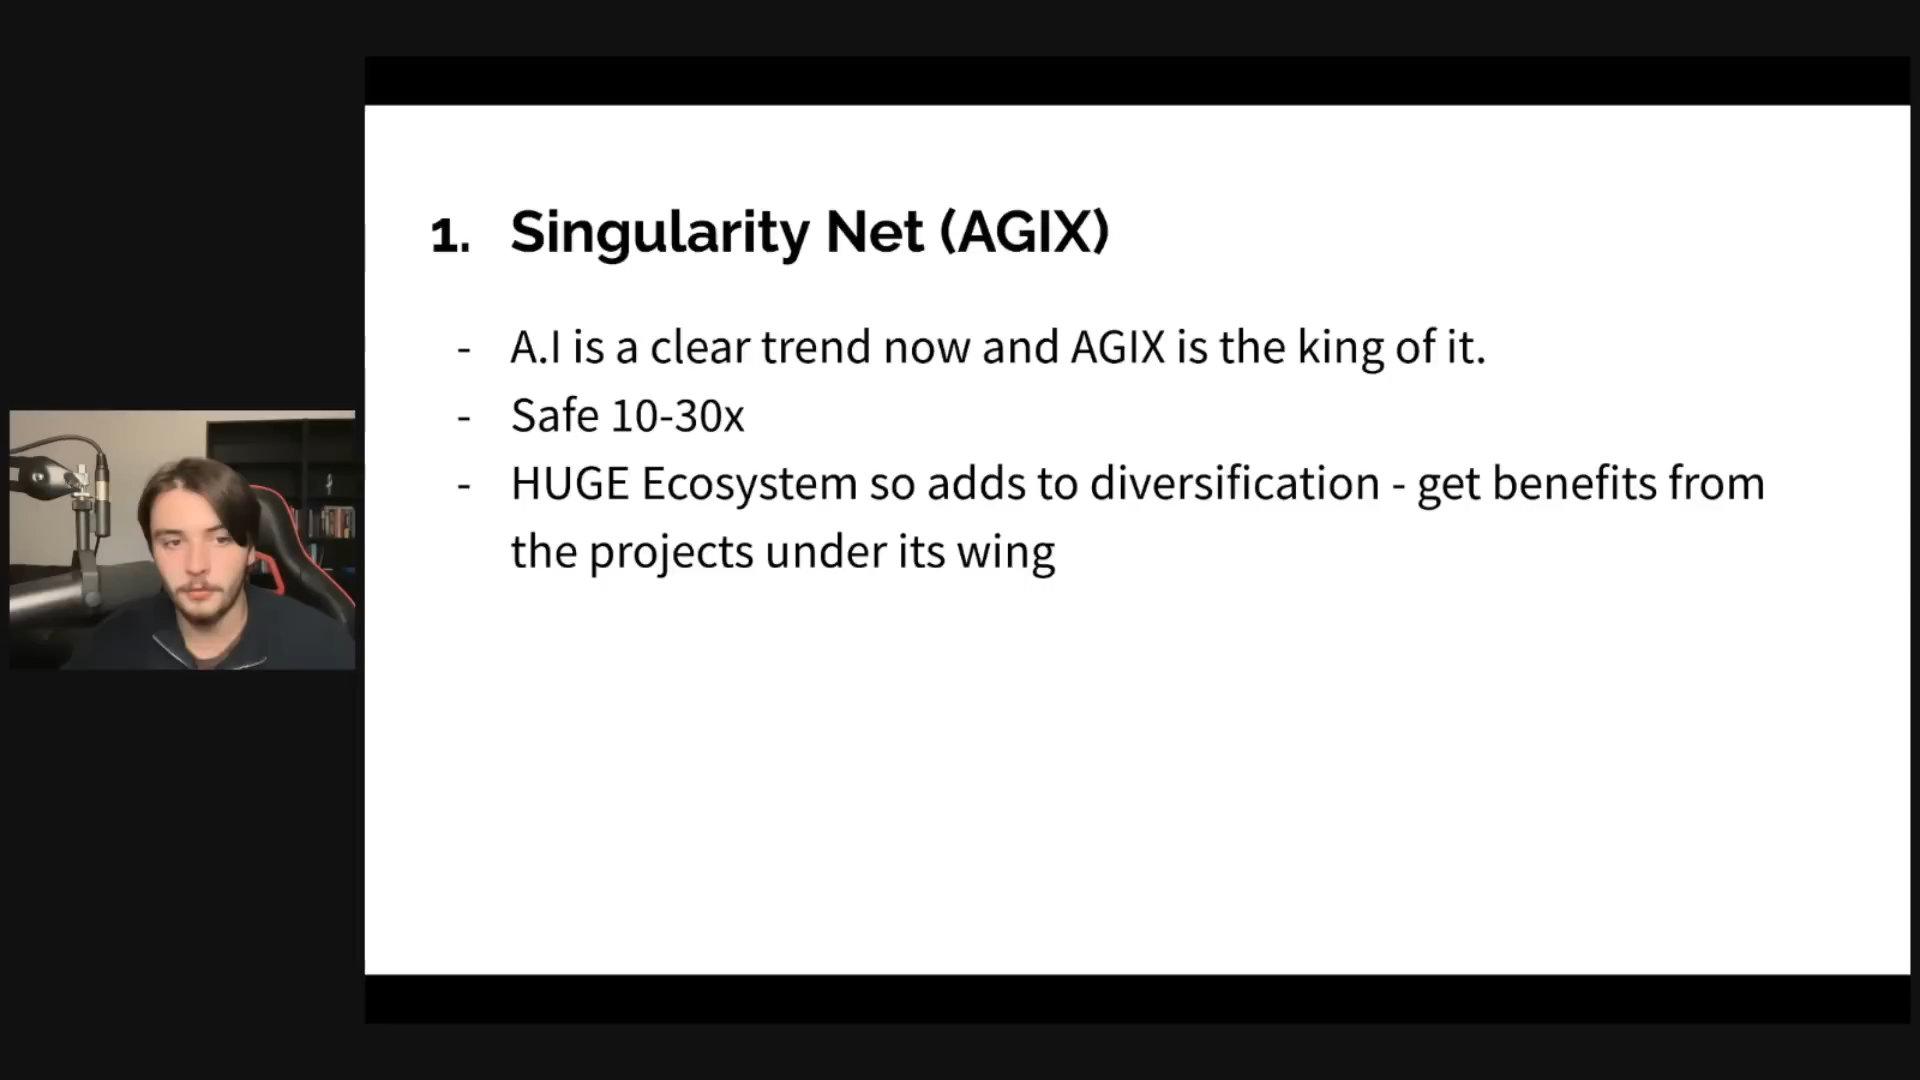 1. Singularity Net (AGIX)
- A.I is a clear trend now and AGIX is the king of it.
- Safe 10-30x
- HUGE Ecosystem so adds to diversification - get benefits from
the projects under its wing